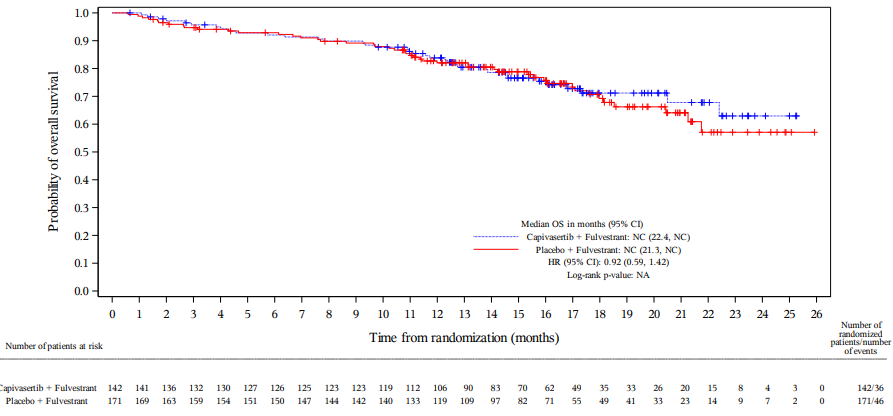 1.0
0.9
0.8
0.7
0.6
0.5
0.4
0.3
0.2
0.1
0.0
Probability of overall survival
Median OS in months (95% CI)
Capivasertib + Fulvestrant: NC (22.4, NC)
Placebo + Fulvestrant: NC (21.3, NC)
HR (95% CI): 0.92 (0.59, 1.42)
Log-rank p-value: NA
0 1 2 3 4 5 6 7 8 9 10 11 12 13 14 15 16 17 18 19 20 21 22 23 24 25 26
Time from randomization (months)
Number of patients at risk
Number of
randomized
patients/number
of events
Capivasertib + Fulvestrant 142 141 136 132 130 127 126 125 123 123 119 112 106 90 83 70 62 49 35 33 26 20 15 8 4 3 0 142/36
Placebo + Fulvestrant 171 169 163 159 154 151 150 147 144 142 140 133 119 109 97 82 71 55 49 41 33 23 14 9 7 2 0 171/46